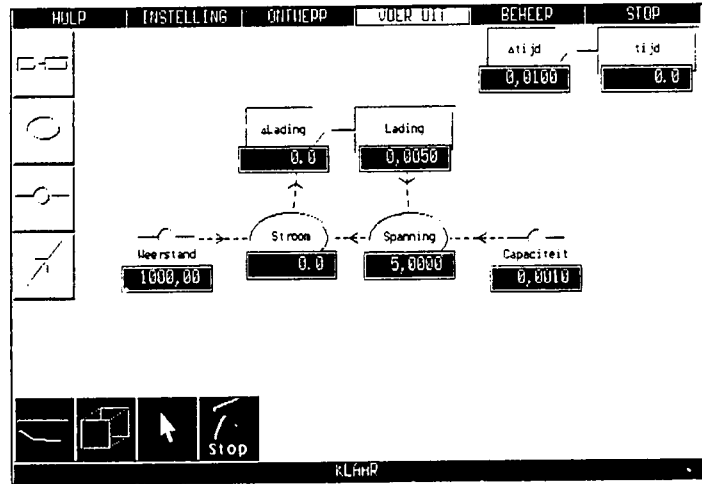 HULP INSTELLING ONTWERP VOER UIT BEHEER STOP
Δtijd tijd
0,0100 0.0
ΔLading Lading
0.0 0,0050
Stroom Spanning
Weerstand 0.0 5,0000 Capaciteit
1000,00 0,0010
Stop
KLAAR